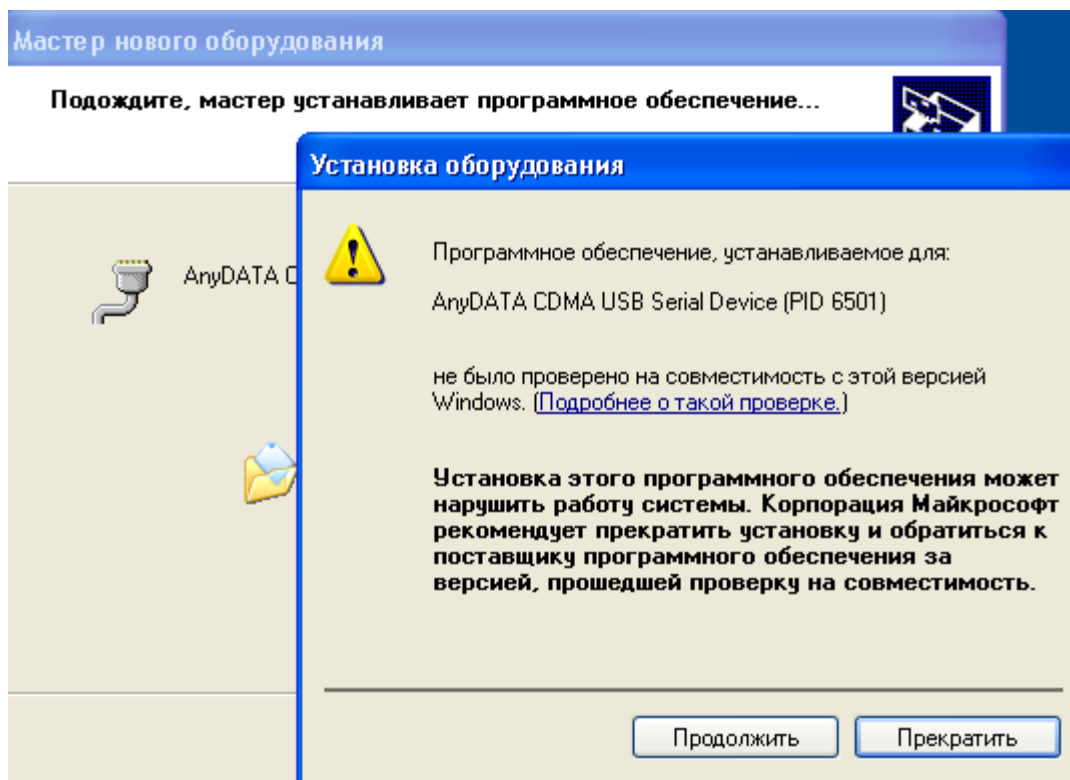 Мастер нового оборудования
Подождите, мастер устанавливает программное обеспечение...
Установка оборудования
AnyDATA C
Программное обеспечение, устанавливаемое для:
AnyDATA CDMA USB Serial Device (PID 6501)
не было проверено на совместимость с этой версией
Windows. (Подробнее о такой проверке.)
Установка этого программного обеспечения может
нарушить работу системы. Корпорация Майкрософт
рекомендует прекратить установку и обратиться к
поставщику программного обеспечения за
версией, прошедшей проверку на совместимость.
Продолжить
Прекратить